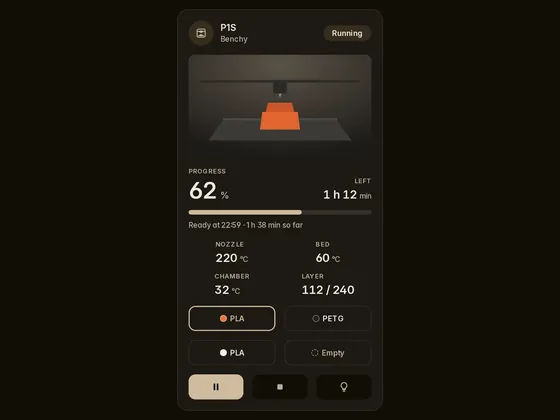 P1S
Benchy
Running
PROGRESS
62 %
LEFT
1 h 12 min
Ready at 22:59 · 1 h 38 min so far
NOZZLE
220 °C
BED
60 °C
CHAMBER
32 °C
LAYER
112 / 240
PLA
PETG
PLA
Empty